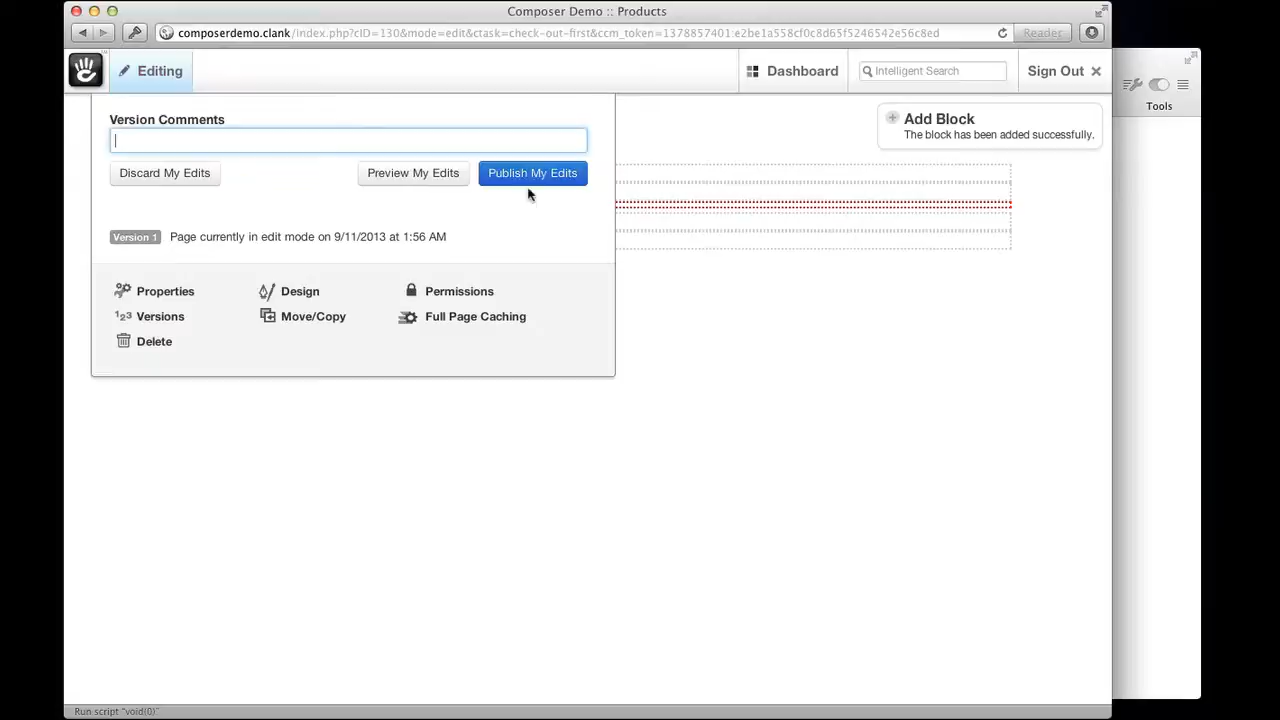 Composer Demo :: Products
composerdemo.clank/index.php?cID=130&mode=edit&ctask=check-out-first&ccm_token=1378857401:e2be1a558cf0c8d65f5246542e56c8ed
Reader
Editing
Dashboard
Intelligent Search
Sign Out
Tools
Version Comments
Add Block
The block has been added successfully.
Discard My Edits
Preview My Edits
Publish My Edits
Version 1 Page currently in edit mode on 9/11/2013 at 1:56 AM
Properties
Design
Permissions
123 Versions
Move/Copy
Full Page Caching
Delete
Run script "void(0)"